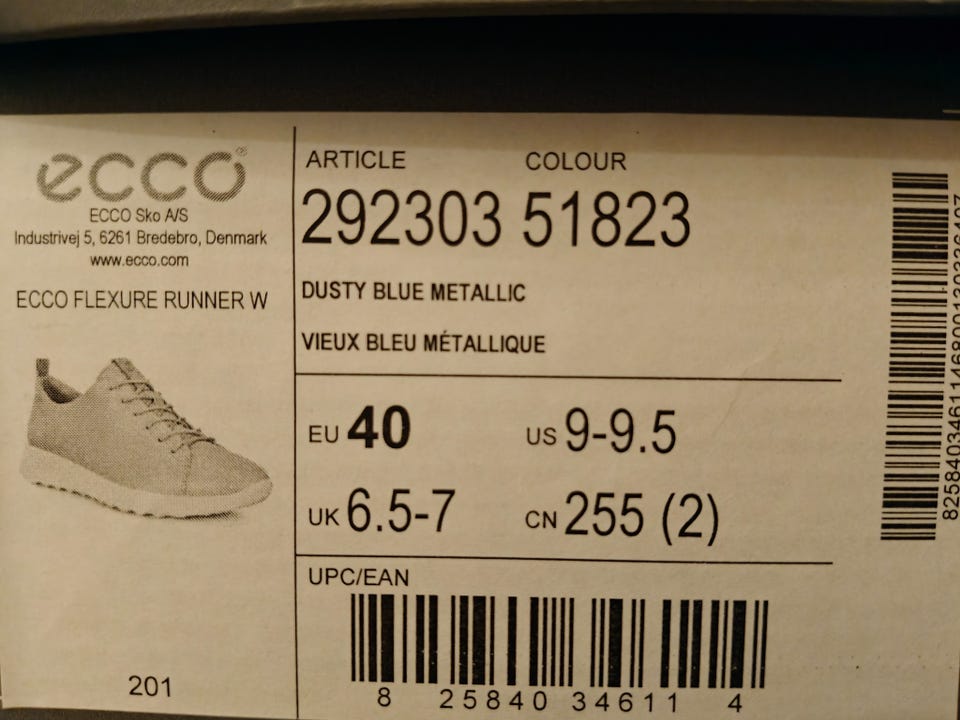 ecco®
ECCO Sko A/S
Industrivej 5, 6261 Bredebro, Denmark
www.ecco.com
ECCO FLEXURE RUNNER W
201
ARTICLE COLOUR
292303 51823
DUSTY BLUE METALLIC
VIEUX BLEU MÉTALLIQUE
EU 40 US 9-9.5
UK 6.5-7 CN 255 (2)
UPC/EAN
8 25840 34611 4